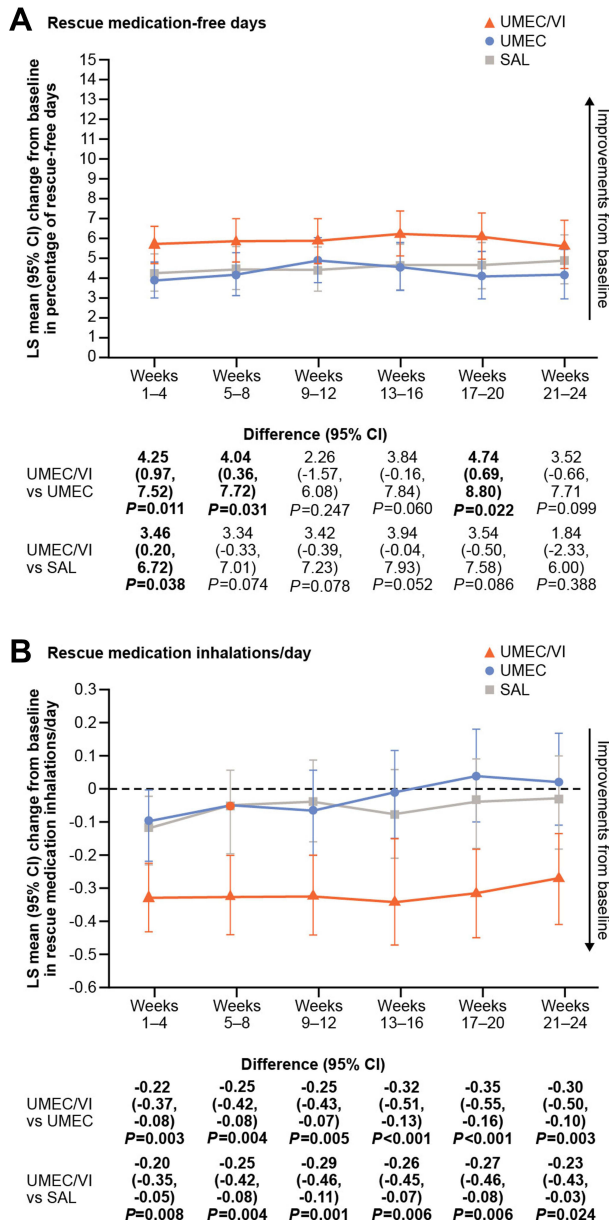 A Rescue medication-free days
UMEC/VI
UMEC
SAL
LS mean (95% CI) change from baseline
in percentage of rescue-free days
15
14
13
12
11
10
9
8
7
6
5
4
3
2
1
0
Improvements from baseline
Weeks Weeks Weeks Weeks Weeks Weeks
1–4 5–8 9–12 13–16 17–20 21–24
Difference (95% CI)
4.25 4.04 2.26 3.84 4.74 3.52
UMEC/VI (0.97, (0.36, (-1.57, (-0.16, (0.69, (-0.66,
vs UMEC 7.52) 7.72) 6.08) 7.84) 8.80) 7.71
P=0.011 P=0.031 P=0.247 P=0.060 P=0.022 P=0.099
3.46 3.34 3.42 3.94 3.54 1.84
UMEC/VI (0.20, (-0.33, (-0.39, (-0.04, (-0.50, (-2.33,
vs SAL 6.72) 7.01) 7.23) 7.93) 7.58) 6.00)
P=0.038 P=0.074 P=0.078 P=0.052 P=0.086 P=0.388
B Rescue medication inhalations/day
UMEC/VI
UMEC
SAL
LS mean (95% CI) change from baseline
in rescue medication inhalations/day
0.3
0.2
0.1
0
-0.1
-0.2
-0.3
-0.4
-0.5
-0.6
Improvements from baseline
Weeks Weeks Weeks Weeks Weeks Weeks
1–4 5–8 9–12 13–16 17–20 21–24
Difference (95% CI)
-0.22 -0.25 -0.25 -0.32 -0.35 -0.30
UMEC/VI (-0.37, (-0.42, (-0.43, (-0.51, (-0.55, (-0.50,
vs UMEC -0.08) -0.08) -0.07) -0.13) -0.16) -0.10)
P=0.003 P=0.004 P=0.005 P<0.001 P<0.001 P=0.003
-0.20 -0.25 -0.29 -0.26 -0.27 -0.23
UMEC/VI (-0.35, (-0.42, (-0.46, (-0.45, (-0.46, (-0.43,
vs SAL -0.05) -0.08) -0.11) -0.07) -0.08) -0.03)
P=0.008 P=0.004 P=0.001 P=0.006 P=0.006 P=0.024